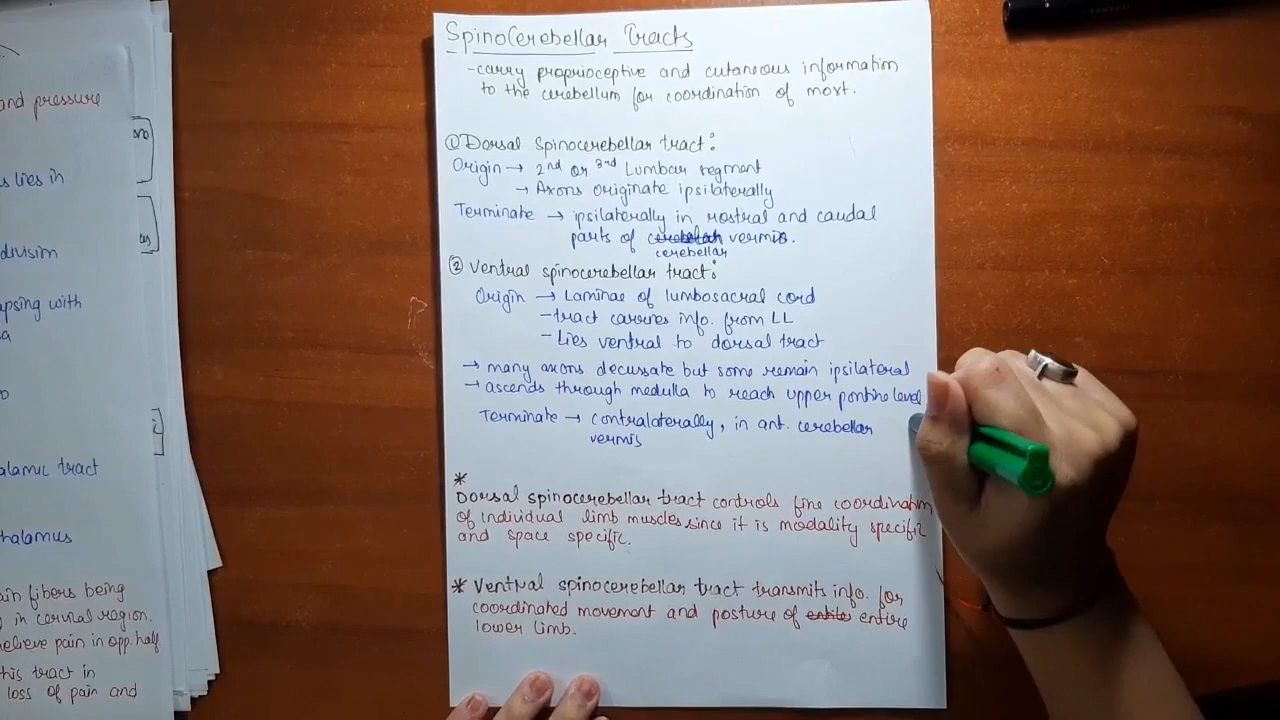 and pressure
s lies in
division
apsing with
a
alamic tract
halamus
ain fibers being
in cervical region.
elieve pain in opp. half
his tract in
loss of pain and
SpinoCerebellar Tracts
-carry proprioceptive and cutaneous information
to the cerebellum for coordination of movt.
① Dorsal Spinocerebellar tract:
Origin → 2nd or 3rd Lumbar segment
→ Axons originate ipsilaterally
Terminate → ipsilaterally in rostral and caudal
parts of vermis.
cerebellar
② Ventral spinocerebellar tract:
Origin → Laminae of lumbosacral cord
-tract carries info. from LL
-Lies ventral to dorsal tract
→ many axons decussate but some remain ipsilateral
→ ascends through medulla to reach upper pontine level
Terminate → contralaterally, in ant. cerebellar
vermis
*
Dorsal spinocerebellar tract controls fine coordination
of individual limb muscles since it is modality specific
and space specific.
* Ventral spinocerebellar tract transmits info. for
coordinated movement and posture of entire
lower limb.